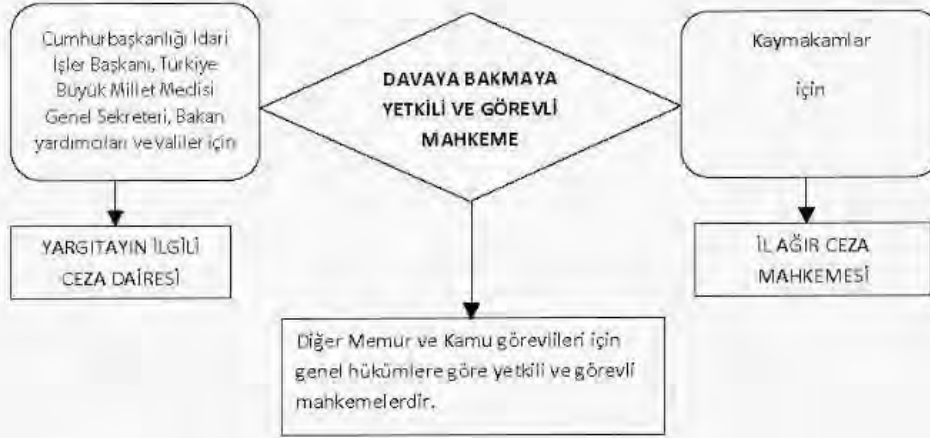 Cumhurbaşkanlığı İdari
İşler Başkanı, Türkiye
Büyük Millet Meclisi
Genel Sekreteri, Bakan
yardımcıları ve valiler için
DAVAYA BAKMAYA
YETKİLİ VE GÖREVLİ
MAHKEME
Kaymakamlar
için
YARGITAYIN İLGİLİ
CEZA DAİRESİ
İL AĞIR CEZA
MAHKEMESİ
Diğer Memur ve Kamu görevlileri için
genel hükümlere göre yetkili ve görevli
mahkemelerdir.